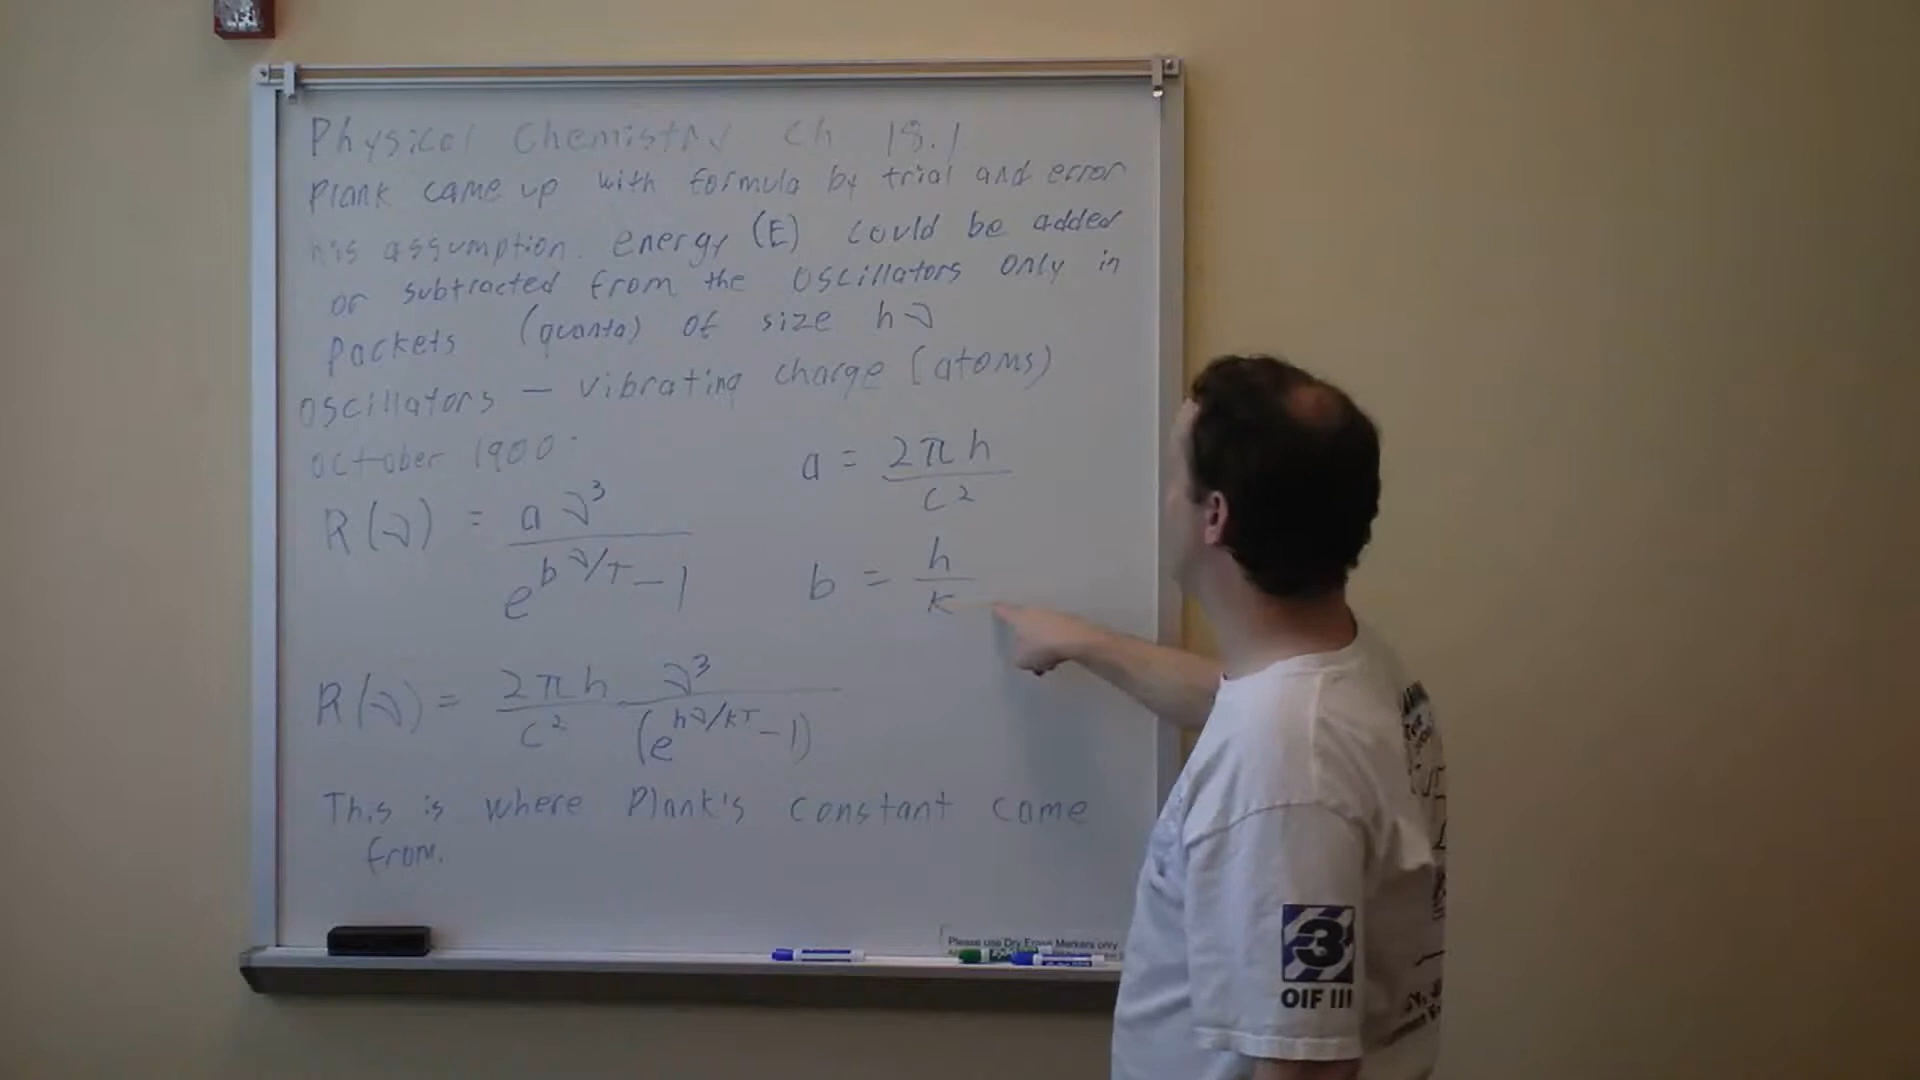 Physical Chemistry Ch 18.1
Plank came up with formula by trial and error
his assumption. energy (E) could be added
or subtracted from the oscillators only in
packets (quanta) of size hν
oscillators — vibrating charge (atoms)
October 1900
R(ν) = aν³ / (e^(bν/T) - 1)
a = 2πh / c²
b = h / k
R(ν) = 2πh / c² ν³ / (e^(hν/kT) - 1)
This is where Plank's constant came
from.
Please use Dry Erase Markers only
3
OIF III